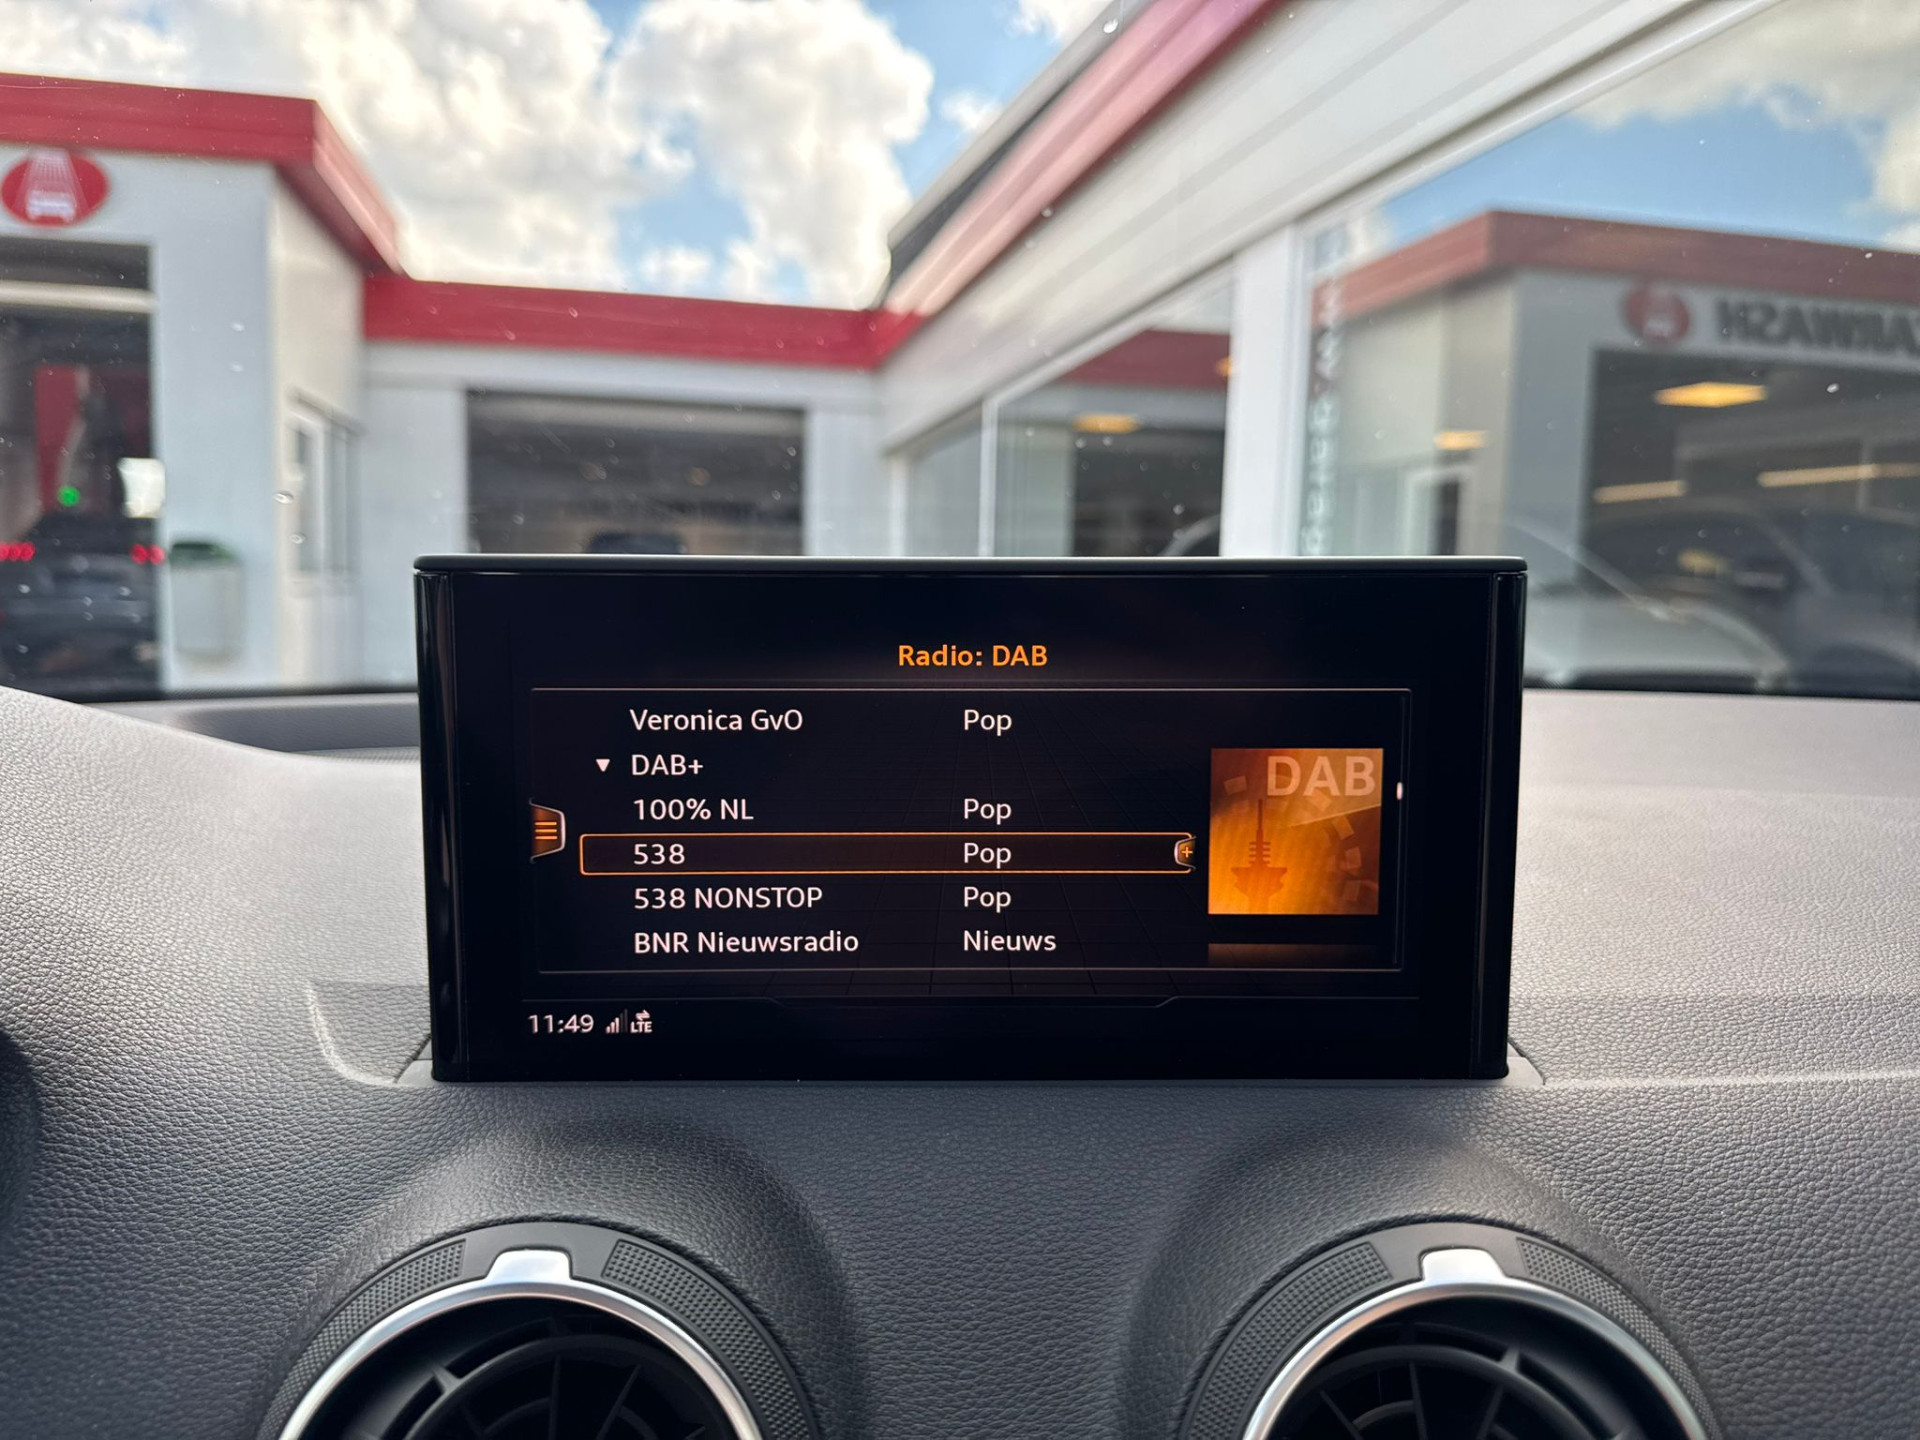 CARWASH
Radio: DAB
Veronica GvO Pop
▼ DAB+
100% NL Pop
538 Pop
538 NONSTOP Pop
BNR Nieuwsradio Nieuws
DAB
11:49 LTE